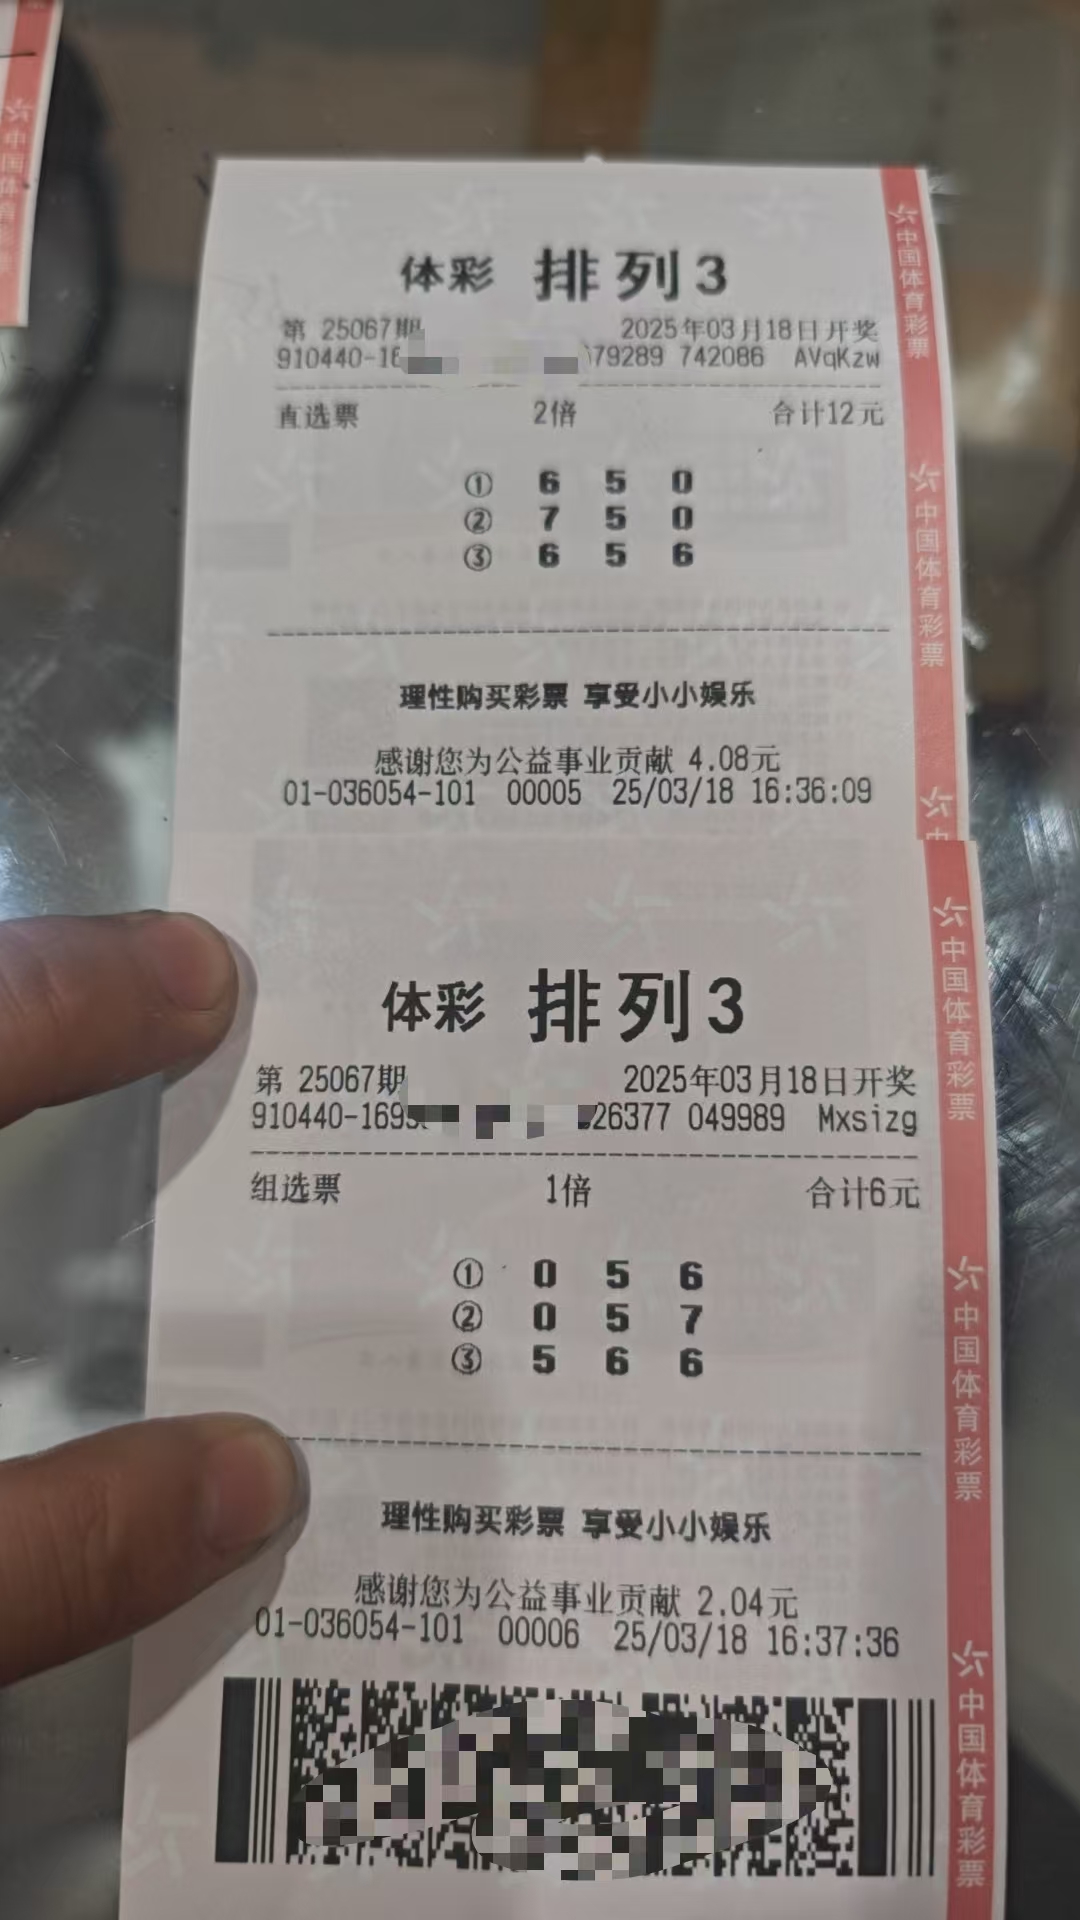 体彩 排列3
第 25067期 2025年03月18日开奖
910440-16 79289 742086 AVqKzw
直选票 2倍 合计12元
① 6 5 0
② 7 5 0
③ 6 5 6
理性购买彩票 享受小小娱乐
感谢您为公益事业贡献 4.08元
01-036054-101 00005 25/03/18 16:36:09
体彩 排列3
第 25067期 2025年03月18日开奖
910440-169 26377 049989 Mxsizg
组选票 1倍 合计6元
① 0 5 6
② 0 5 7
③ 5 6 6
理性购买彩票 享受小小娱乐
感谢您为公益事业贡献 2.04元
01-036054-101 00006 25/03/18 16:37:36
中国体育彩票
中国体育彩票
中
中国体育彩票
中国体育彩票
中国体育彩票
中国体育彩票